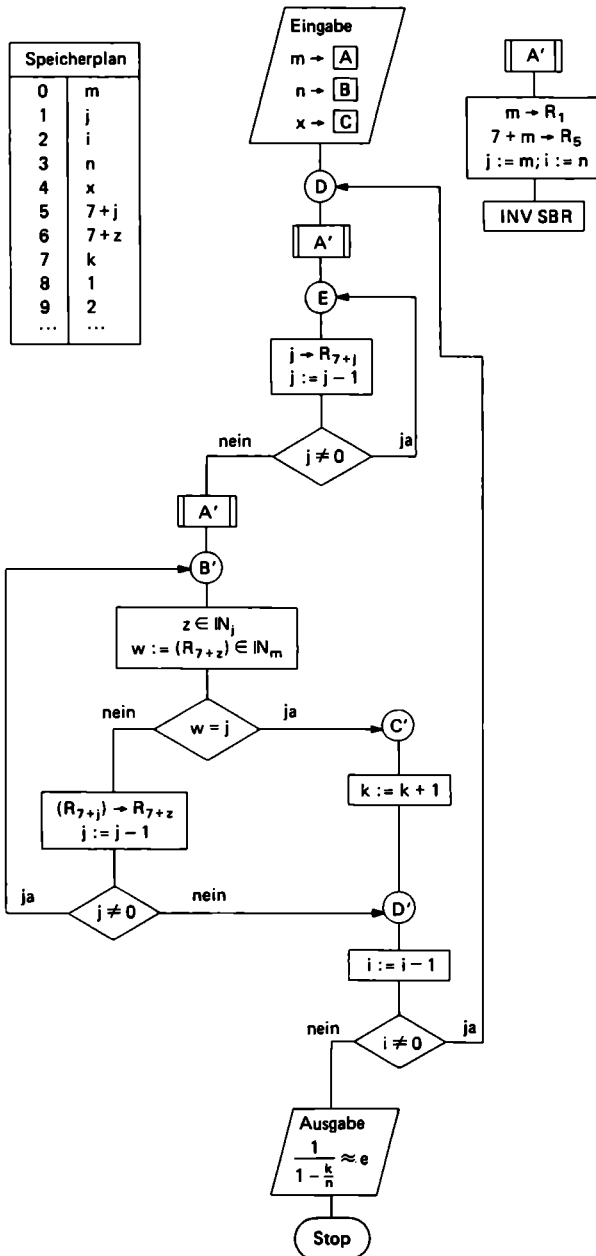 Speicherplan
0 m
1 j
2 i
3 n
4 x
5 7+j
6 7+z
7 k
8 1
9 2
... ...
Eingabe
m → A
n → B
x → C
D
A'
E
j → R₇₊ⱼ
j := j − 1
j ≠ 0
nein
ja
A'
B'
z ∈ ℕⱼ
w := (R₇₊z) ∈ ℕₘ
w = j
nein
ja
C'
k := k + 1
(R₇₊ⱼ) → R₇₊z
j := j − 1
j ≠ 0
ja
nein
D'
i := i − 1
i ≠ 0
nein
ja
Ausgabe
1
1 − k/n
≈ e
Stop
A'
m → R₁
7 + m → R₅
j := m; i := n
INV SBR